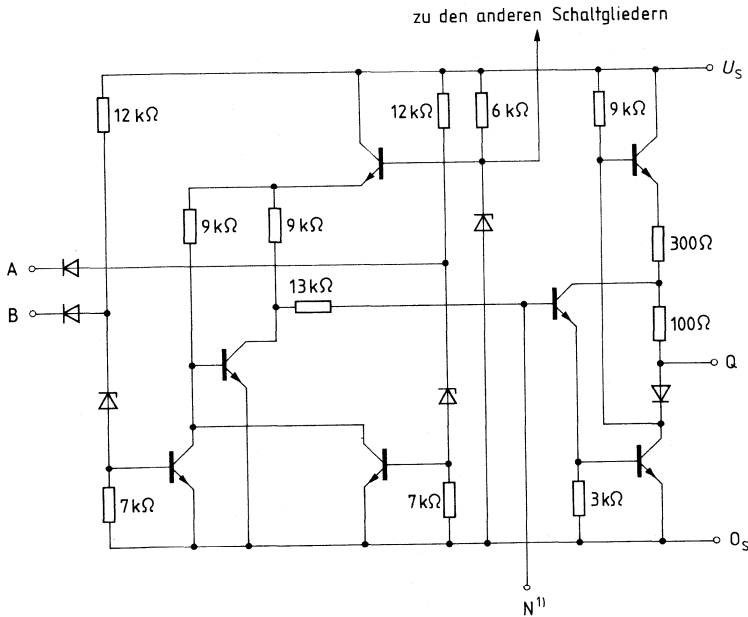 zu den anderen Schaltgliedern
U_S
12 kΩ
12 kΩ
6 kΩ
9 kΩ
9 kΩ
9 kΩ
300Ω
A
13 kΩ
B
100Ω
Q
7 kΩ
7 kΩ
3 kΩ
0_S
N¹⁾